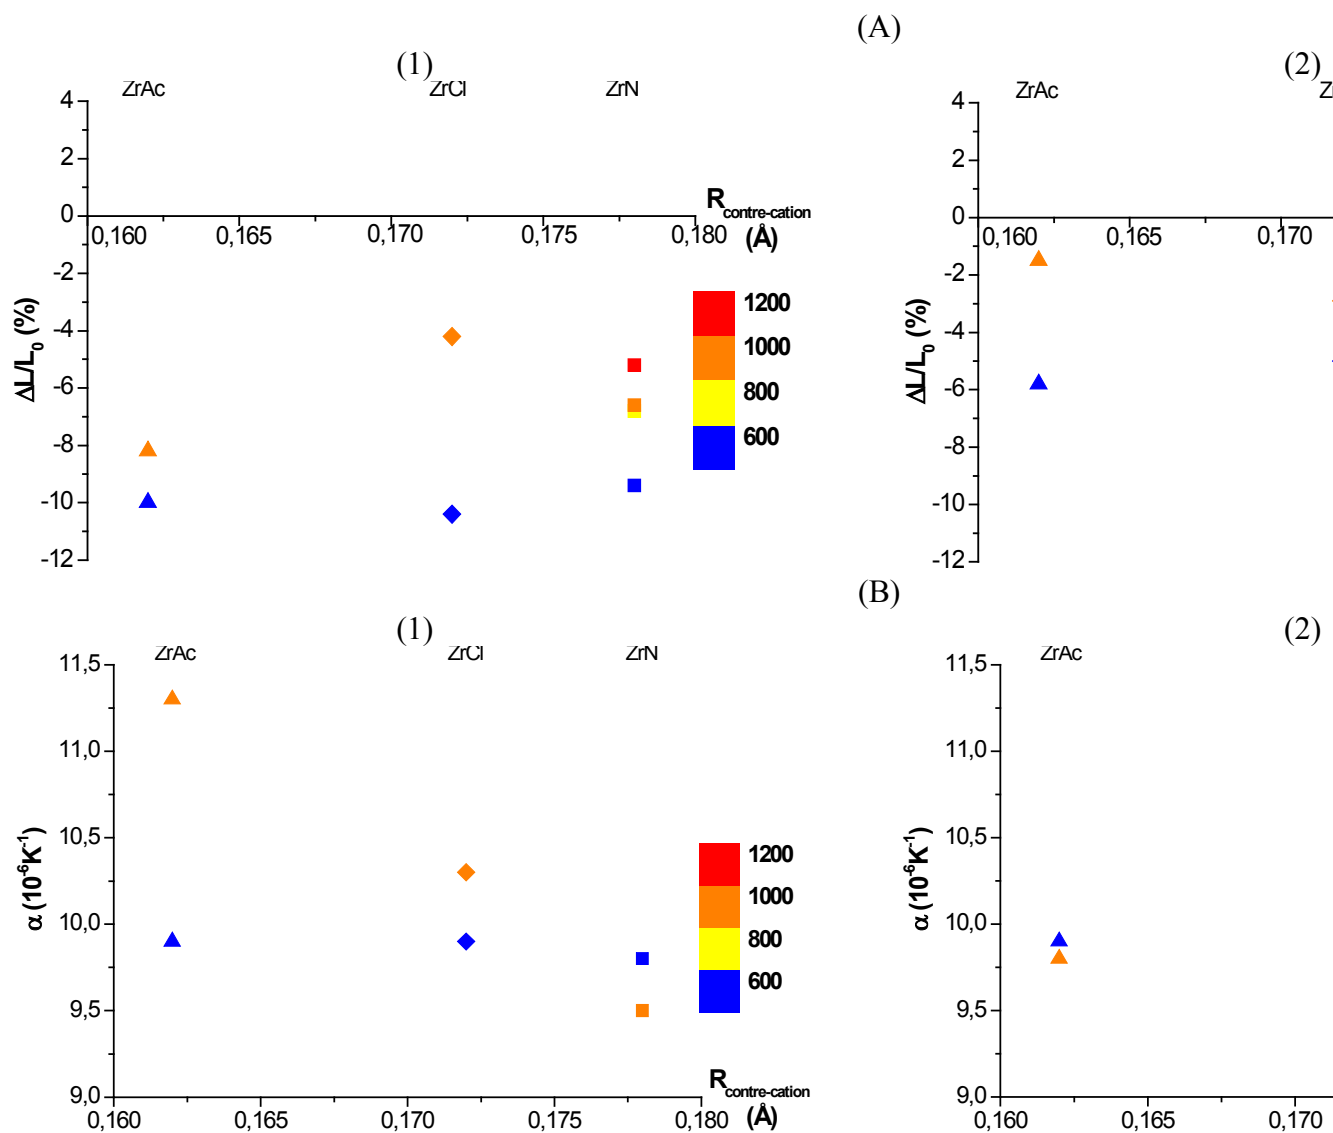 (A)
(1)
(2)
ZrAc ZrCl ZrN
ZrAc
4
2
0
-2
-4
-6
-8
-10
-12
ΔL/L0 (%)
0,160 0,165 0,170 0,175 0,180
Rcontre-cation
(Å)
1200
1000
800
600
4
2
0
-2
-4
-6
-8
-10
-12
ΔL/L0 (%)
0,160 0,165 0,170
(B)
(1)
(2)
ZrAc ZrCl ZrN
ZrAc
11,5
11,0
10,5
10,0
9,5
9,0
α (10-6K-1)
0,160 0,165 0,170 0,175 0,180
Rcontre-cation
(Å)
1200
1000
800
600
11,5
11,0
10,5
10,0
9,5
9,0
α (10-6K-1)
0,160 0,165 0,170